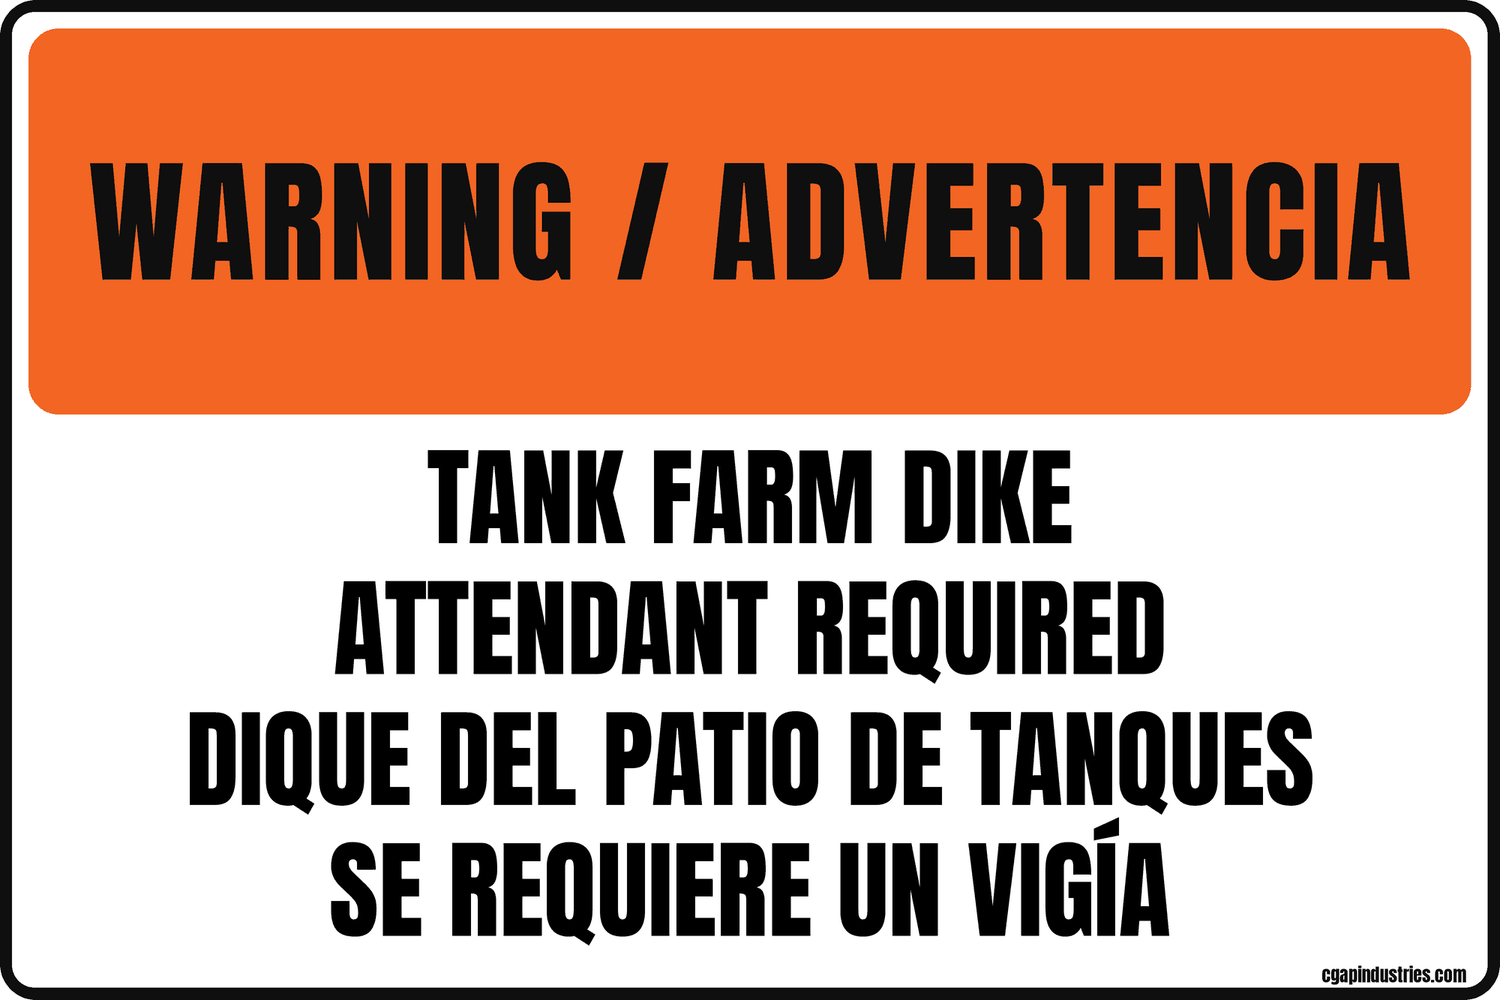 WARNING / ADVERTENCIA
TANK FARM DIKE
ATTENDANT REQUIRED
DIQUE DEL PATIO DE TANQUES
SE REQUIERE UN VIGÍA
cgapindustries.com